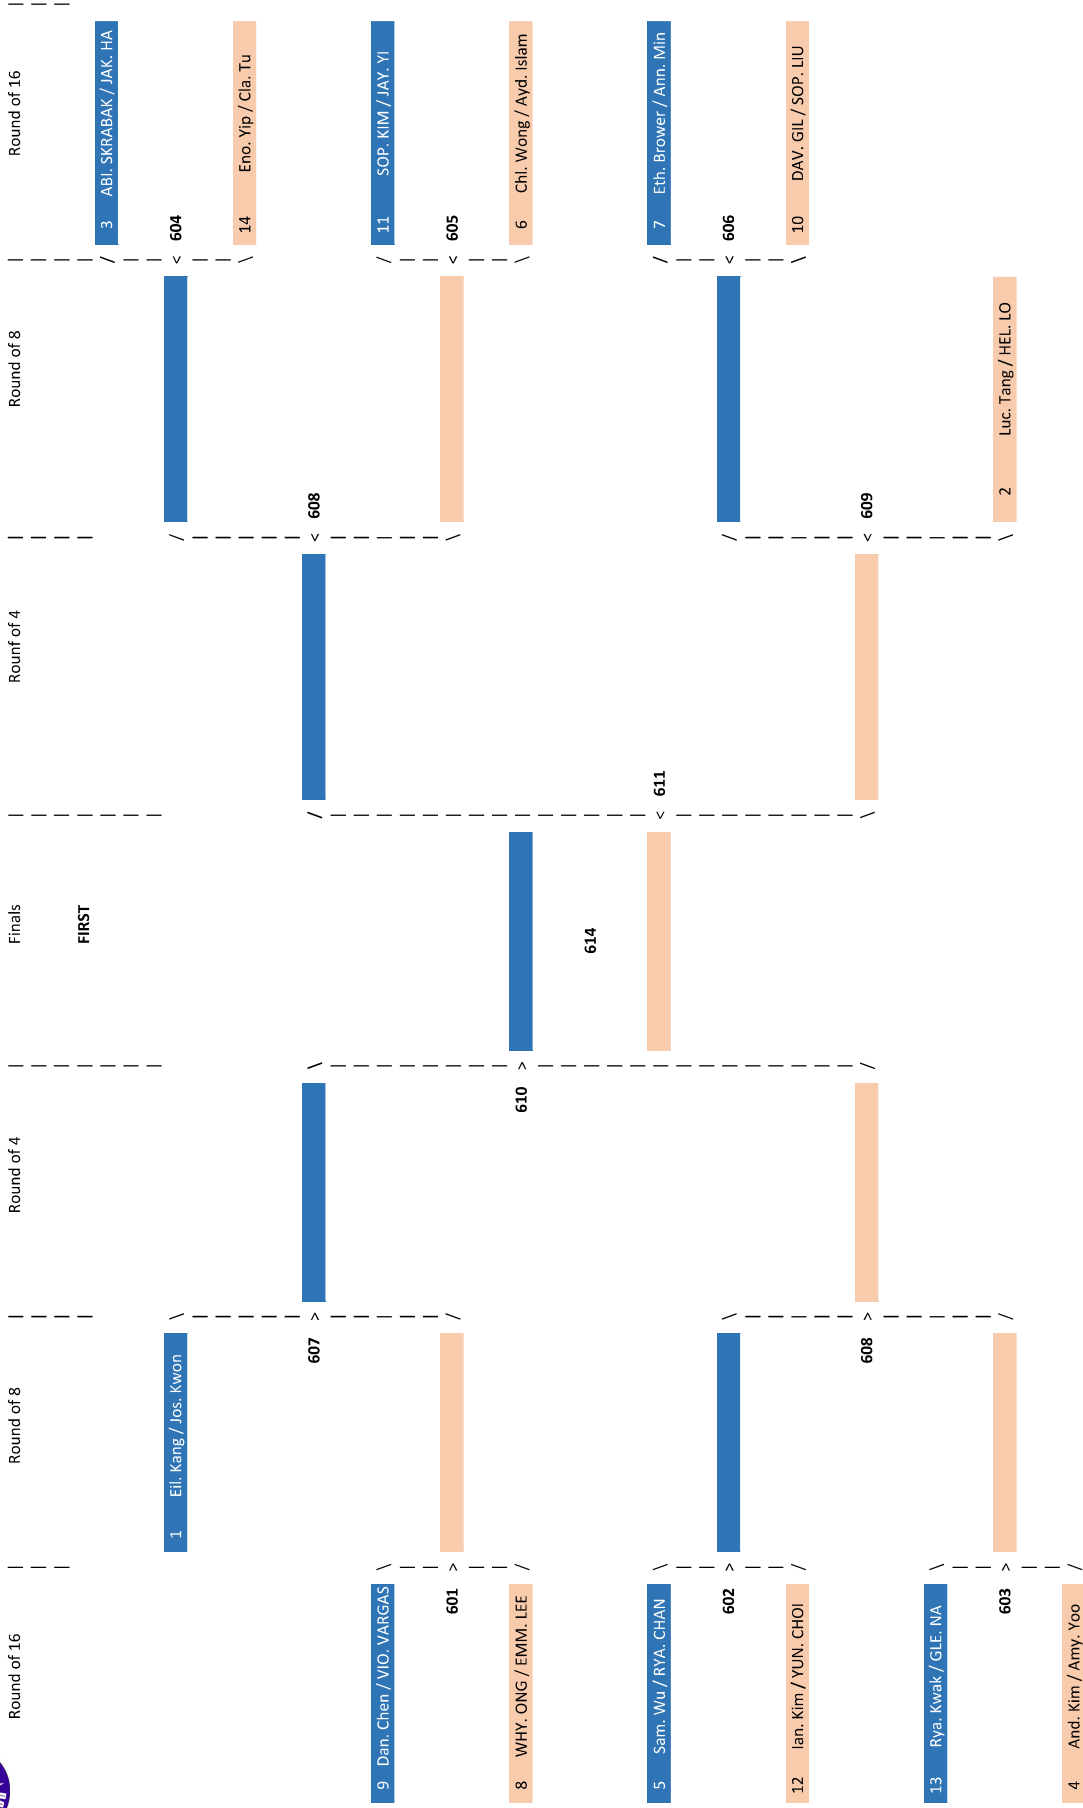 Round of 16 Round of 8 Round of 4 Finals Rounf of 4 Round of 8 Round of 16
FIRST
3 ABI. SKRABAK / JAK. HA
1 Eil. Kang / Jos. Kwon 604
14 Eno. Yip / Cla. Tu
607 608
9 Dan. Chen / VIO. VARGAS 11 SOP. KIM / JAY. YI
601 605
8 WHY. ONG / EMM. LEE 610 6 Chl. Wong / Ayd. Islam
614
5 Sam. Wu / RYA. CHAN 611 7 Eth. Brower / Ann. Min
602 606
12 Ian. Kim / YUN. CHOI 10 DAV. GIL / SOP. LIU
608 609
13 Rya. Kwak / GLE. NA
603 2 Luc. Tang / HEL. LO
4 And. Kim / Amy. Yoo